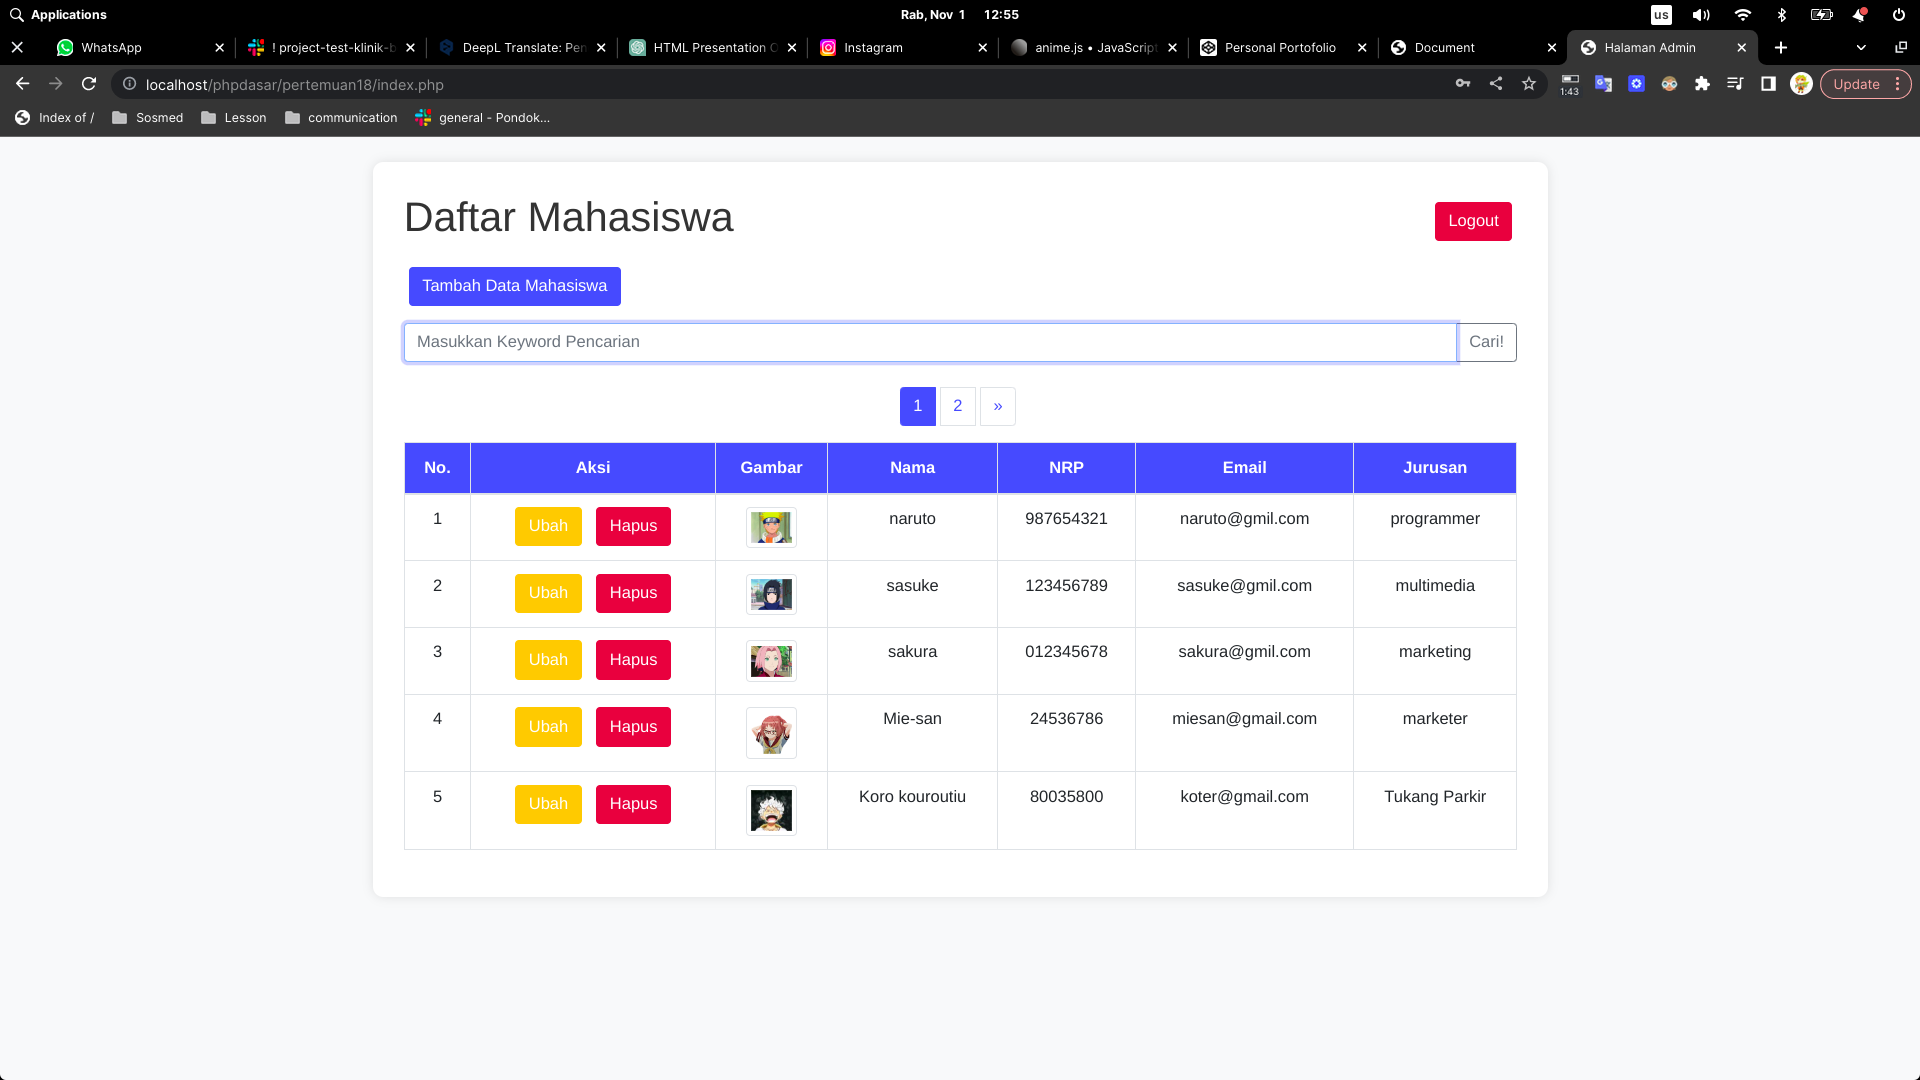 Applications
Rab, Nov 1 12:55
us
WhatsApp
! project-test-klinik-b
DeepL Translate: Pen
HTML Presentation O
Instagram
anime.js • JavaScript
Personal Portofolio
Document
Halaman Admin
localhost/phpdasar/pertemuan18/index.php
1:43
Update
Index of /
Sosmed
Lesson
communication
general - Pondok...
Daftar Mahasiswa
Logout
Tambah Data Mahasiswa
Masukkan Keyword Pencarian
Cari!
1 2 »
No. Aksi Gambar Nama NRP Email Jurusan
1 Ubah Hapus naruto 987654321 naruto@gmil.com programmer
2 Ubah Hapus sasuke 123456789 sasuke@gmil.com multimedia
3 Ubah Hapus sakura 012345678 sakura@gmil.com marketing
4 Ubah Hapus Mie-san 24536786 miesan@gmail.com marketer
5 Ubah Hapus Koro kouroutiu 80035800 koter@gmail.com Tukang Parkir